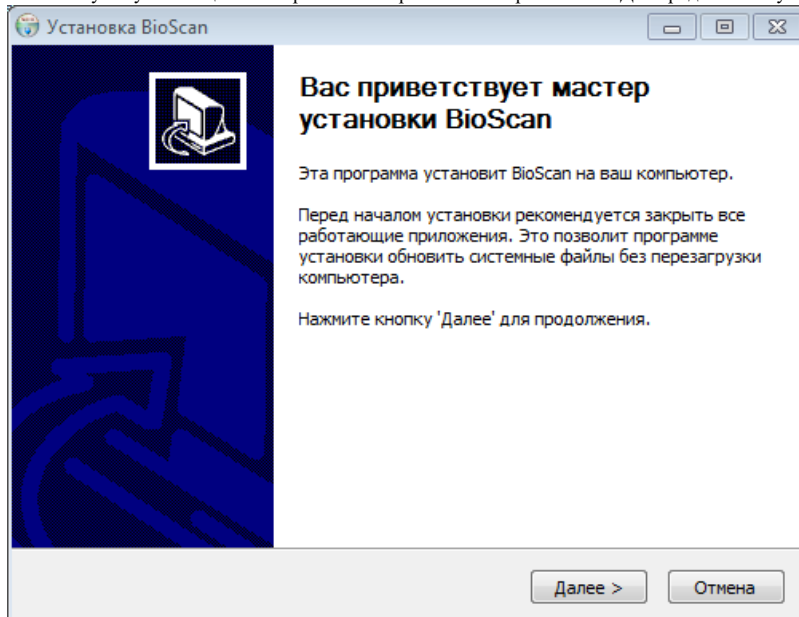 Установка BioScan
Вас приветствует мастер
установки BioScan
Эта программа установит BioScan на ваш компьютер.
Перед началом установки рекомендуется закрыть все
работающие приложения. Это позволит программе
установки обновить системные файлы без перезагрузки
компьютера.
Нажмите кнопку 'Далее' для продолжения.
Далее >
Отмена